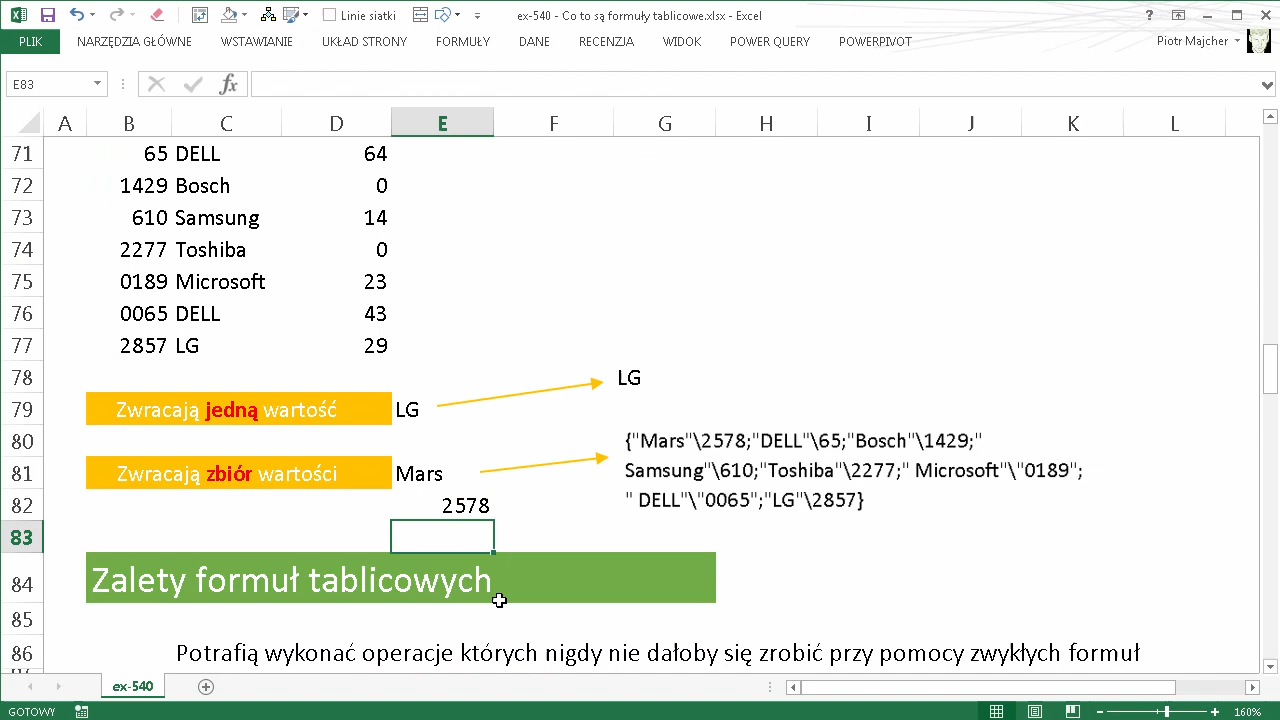 ex-540 - Co to są formuły tablicowe.xlsx - Excel
Linie siatki
PLIK NARZĘDZIA GŁÓWNE WSTAWIANIE UKŁAD STRONY FORMUŁY DANE RECENZJA WIDOK POWER QUERY POWERPIVOT Piotr Majcher
E83 fx
A B C D E F G H I J K L
71 65 DELL 64
72 1429 Bosch 0
73 610 Samsung 14
74 2277 Toshiba 0
75 0189 Microsoft 23
76 0065 DELL 43
77 2857 LG 29
78 LG
79 Zwracają jedną wartość LG
80 {"Mars"\2578;"DELL"\65;"Bosch"\1429;"
Samsung"\610;"Toshiba"\2277;" Microsoft"\"0189";
81 Zwracają zbiór wartości Mars
" DELL"\"0065";"LG"\2857}
82 2578
83
84 Zalety formuł tablicowych
85
86 Potrafią wykonać operacje których nigdy nie dałoby się zrobić przy pomocy zwykłych formuł
ex-540
GOTOWY 160%